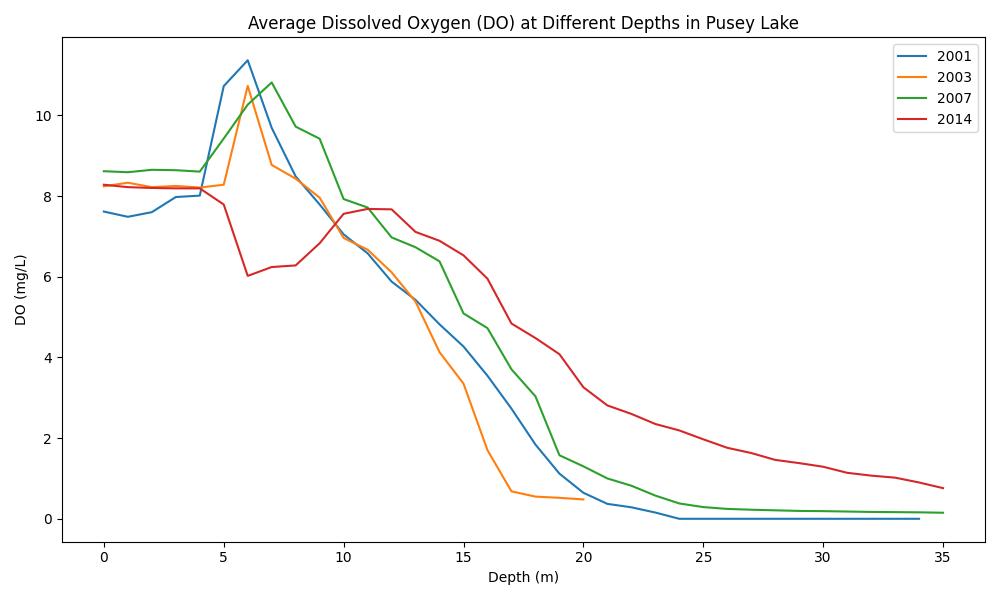 Average Dissolved Oxygen (DO) at Different Depths in Pusey Lake
2001
2003
2007
2014
DO (mg/L)
10
8
6
4
2
0
0 5 10 15 20 25 30 35
Depth (m)